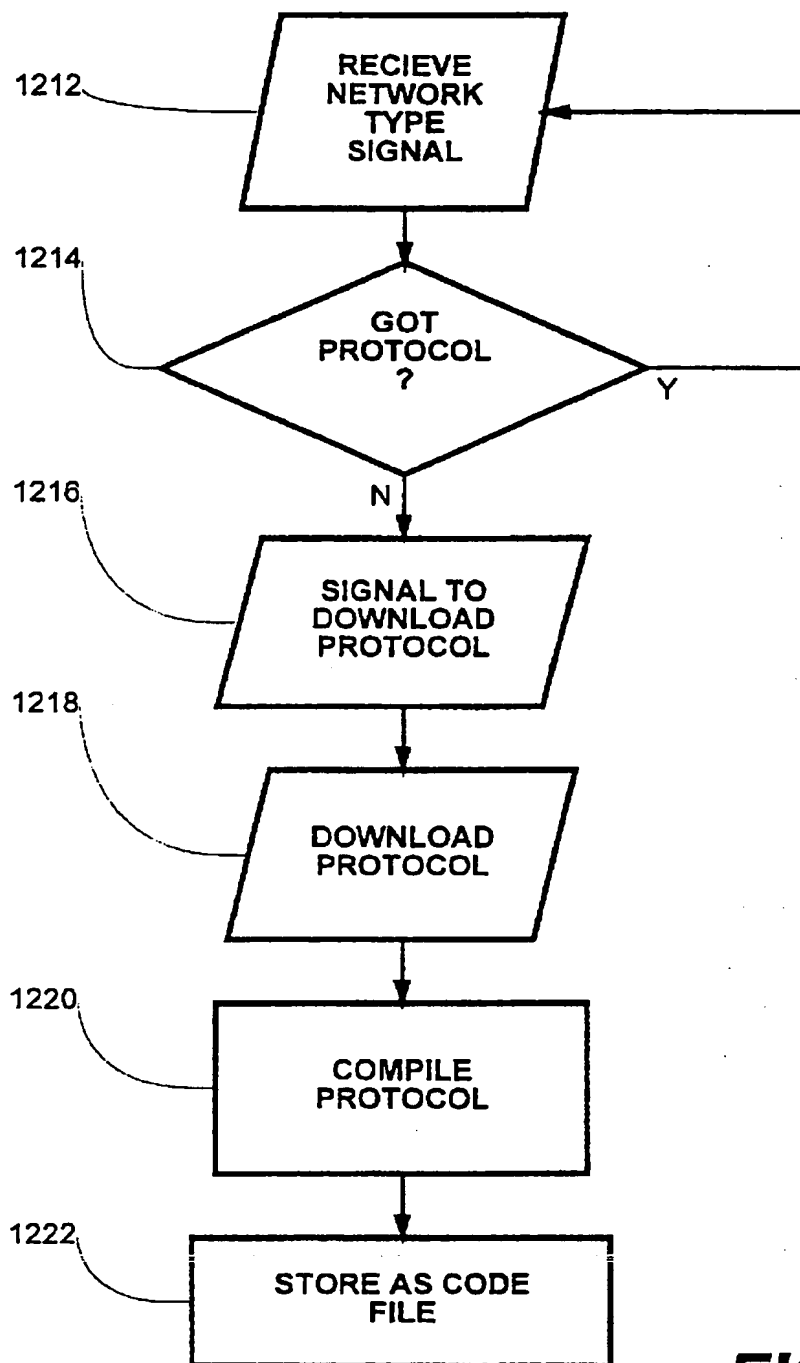 1212
RECIEVE
NETWORK
TYPE
SIGNAL
1214
GOT
PROTOCOL
?
Y
N
1216
SIGNAL TO
DOWNLOAD
PROTOCOL
1218
DOWNLOAD
PROTOCOL
1220
COMPILE
PROTOCOL
1222
STORE AS CODE
FILE